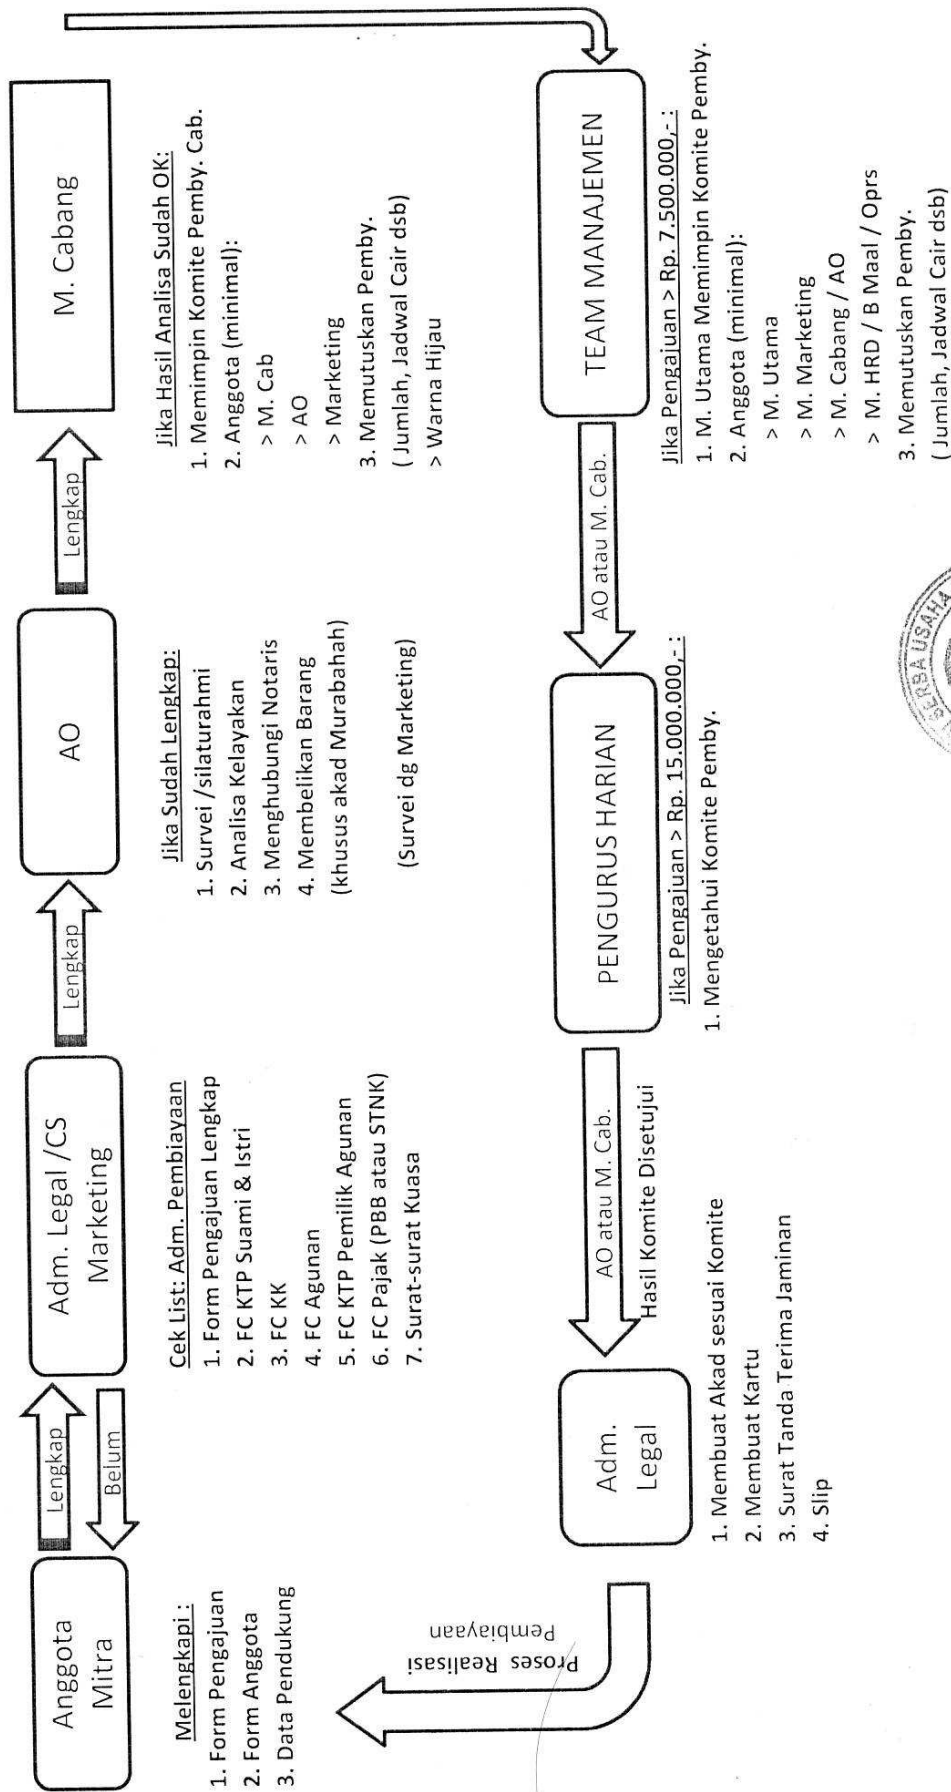 Anggota
Mitra
Lengkap
Belum
Melengkapi :
1. Form Pengajuan
2. Form Anggota
3. Data Pendukung
Adm. Legal /CS
Marketing
Lengkap
Cek List: Adm. Pembiayaan
1. Form Pengajuan Lengkap
2. FC KTP Suami & Istri
3. FC KK
4. FC Agunan
5. FC KTP Pemilik Agunan
6. FC Pajak (PBB atau STNK)
7. Surat-surat Kuasa
AO
Lengkap
Jika Sudah Lengkap:
1. Survei /silaturahmi
2. Analisa Kelayakan
3. Menghubungi Notaris
4. Membelikan Barang
(khusus akad Murabahah)
(Survei dg Marketing)
M. Cabang
Jika Hasil Analisa Sudah OK:
1. Memimpin Komite Pemby. Cab.
2. Anggota (minimal):
> M. Cab
> AO
> Marketing
3. Memutuskan Pemby.
( Jumlah, Jadwal Cair dsb)
> Warna Hijau
TEAM MANAJEMEN
Jika Pengajuan > Rp. 7.500.000,- :
1. M. Utama Memimpin Komite Pemby.
2. Anggota (minimal):
> M. Utama
> M. Marketing
> M. Cabang / AO
> M. HRD / B Maal / Oprs
3. Memutuskan Pemby.
( Jumlah, Jadwal Cair dsb)
AO atau M. Cab.
PENGURUS HARIAN
Jika Pengajuan > Rp. 15.000.000,- :
1. Mengetahui Komite Pemby.
AO atau M. Cab.
Hasil Komite Disetujui
Adm.
Legal
1. Membuat Akad sesuai Komite
2. Membuat Kartu
3. Surat Tanda Terima Jaminan
4. Slip
Proses Realisasi
Pembiayaan
SERBA USAHA